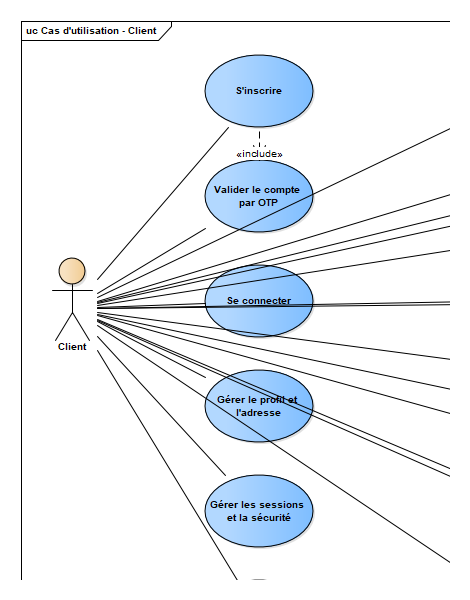 uc Cas d'utilisation - Client
S'inscrire
«include»
Valider le compte
par OTP
Se connecter
Client
Gérer le profil et
l'adresse
Gérer les sessions
et la sécurité